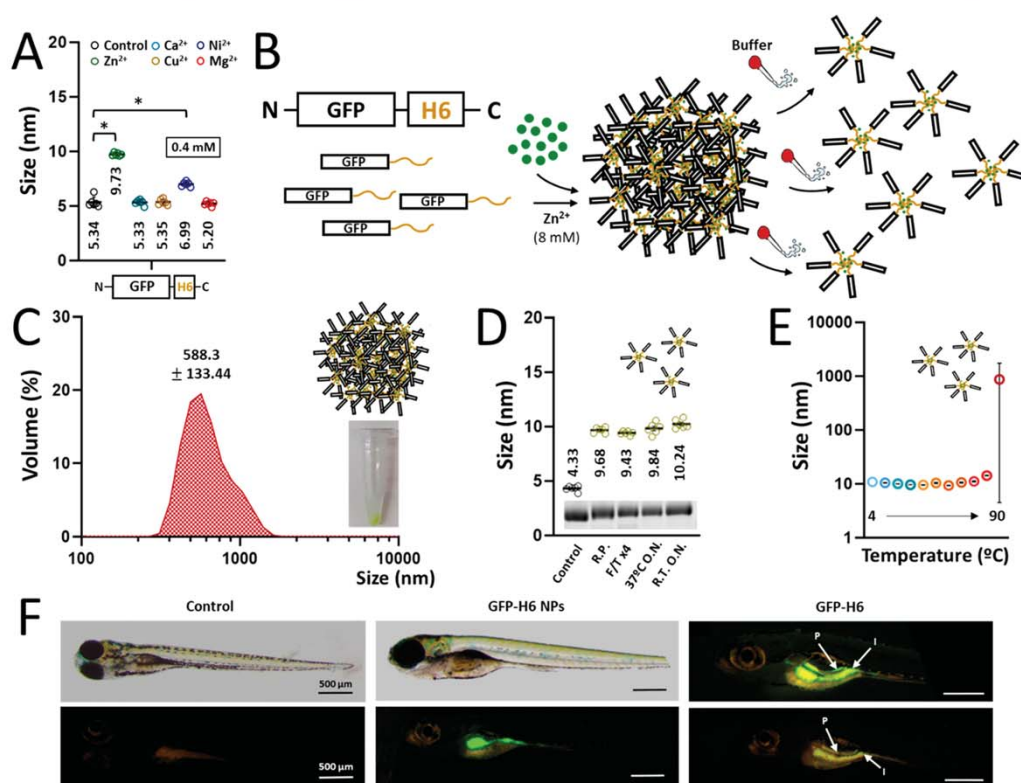 A
20
15
10
5
0
Size (nm)
Control Ca²⁺ Ni²⁺
Zn²⁺ Cu²⁺ Mg²⁺
*
*
0.4 mM
5.34
9.73
5.33
5.35
6.99
5.20
N GFP H6 C
B
N GFP H6 C
GFP
GFP
GFP
GFP
Zn²⁺
(8 mM)
Buffer
C
30
20
10
0
Volume (%)
588.3
± 133.44
100 1000 10000
Size (nm)
D
20
15
10
5
0
Size (nm)
4.33
9.68
9.43
9.84
10.24
Control
R.P.
F/T x4
37ºC O.N.
R.T. O.N.
E
10000
1000
100
10
1
Size (nm)
4 90
Temperature (ºC)
F
Control GFP-H6 NPs GFP-H6
500 µm
P I
500 µm
P
I